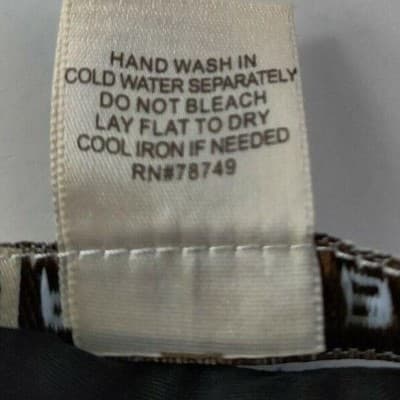 HAND WASH IN
COLD WATER SEPARATELY
DO NOT BLEACH
LAY FLAT TO DRY
COOL IRON IF NEEDED
RN#78749